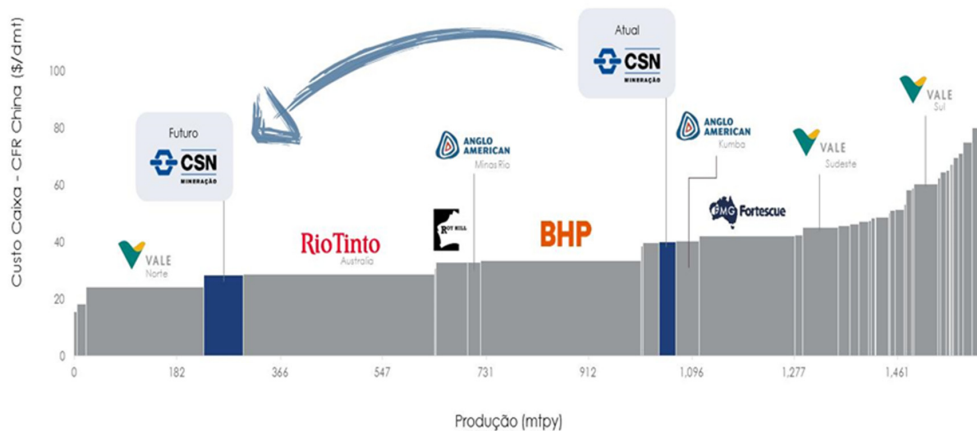 Custo Caixa - CFR China ($/dmt)
100
80
60
40
20
0
Atual
CSN
MINERAÇÃO
Futuro
CSN
MINERAÇÃO
VALE
Norte
RioTinto
Australia
ROY HILL
ANGLO
AMERICAN
Minas Rio
BHP
ANGLO
AMERICAN
Kumba
FMG Fortescue
VALE
Sudeste
VALE
Sul
0
182
366
547
731
912
1,096
1,277
1,461
Produção (mtpy)